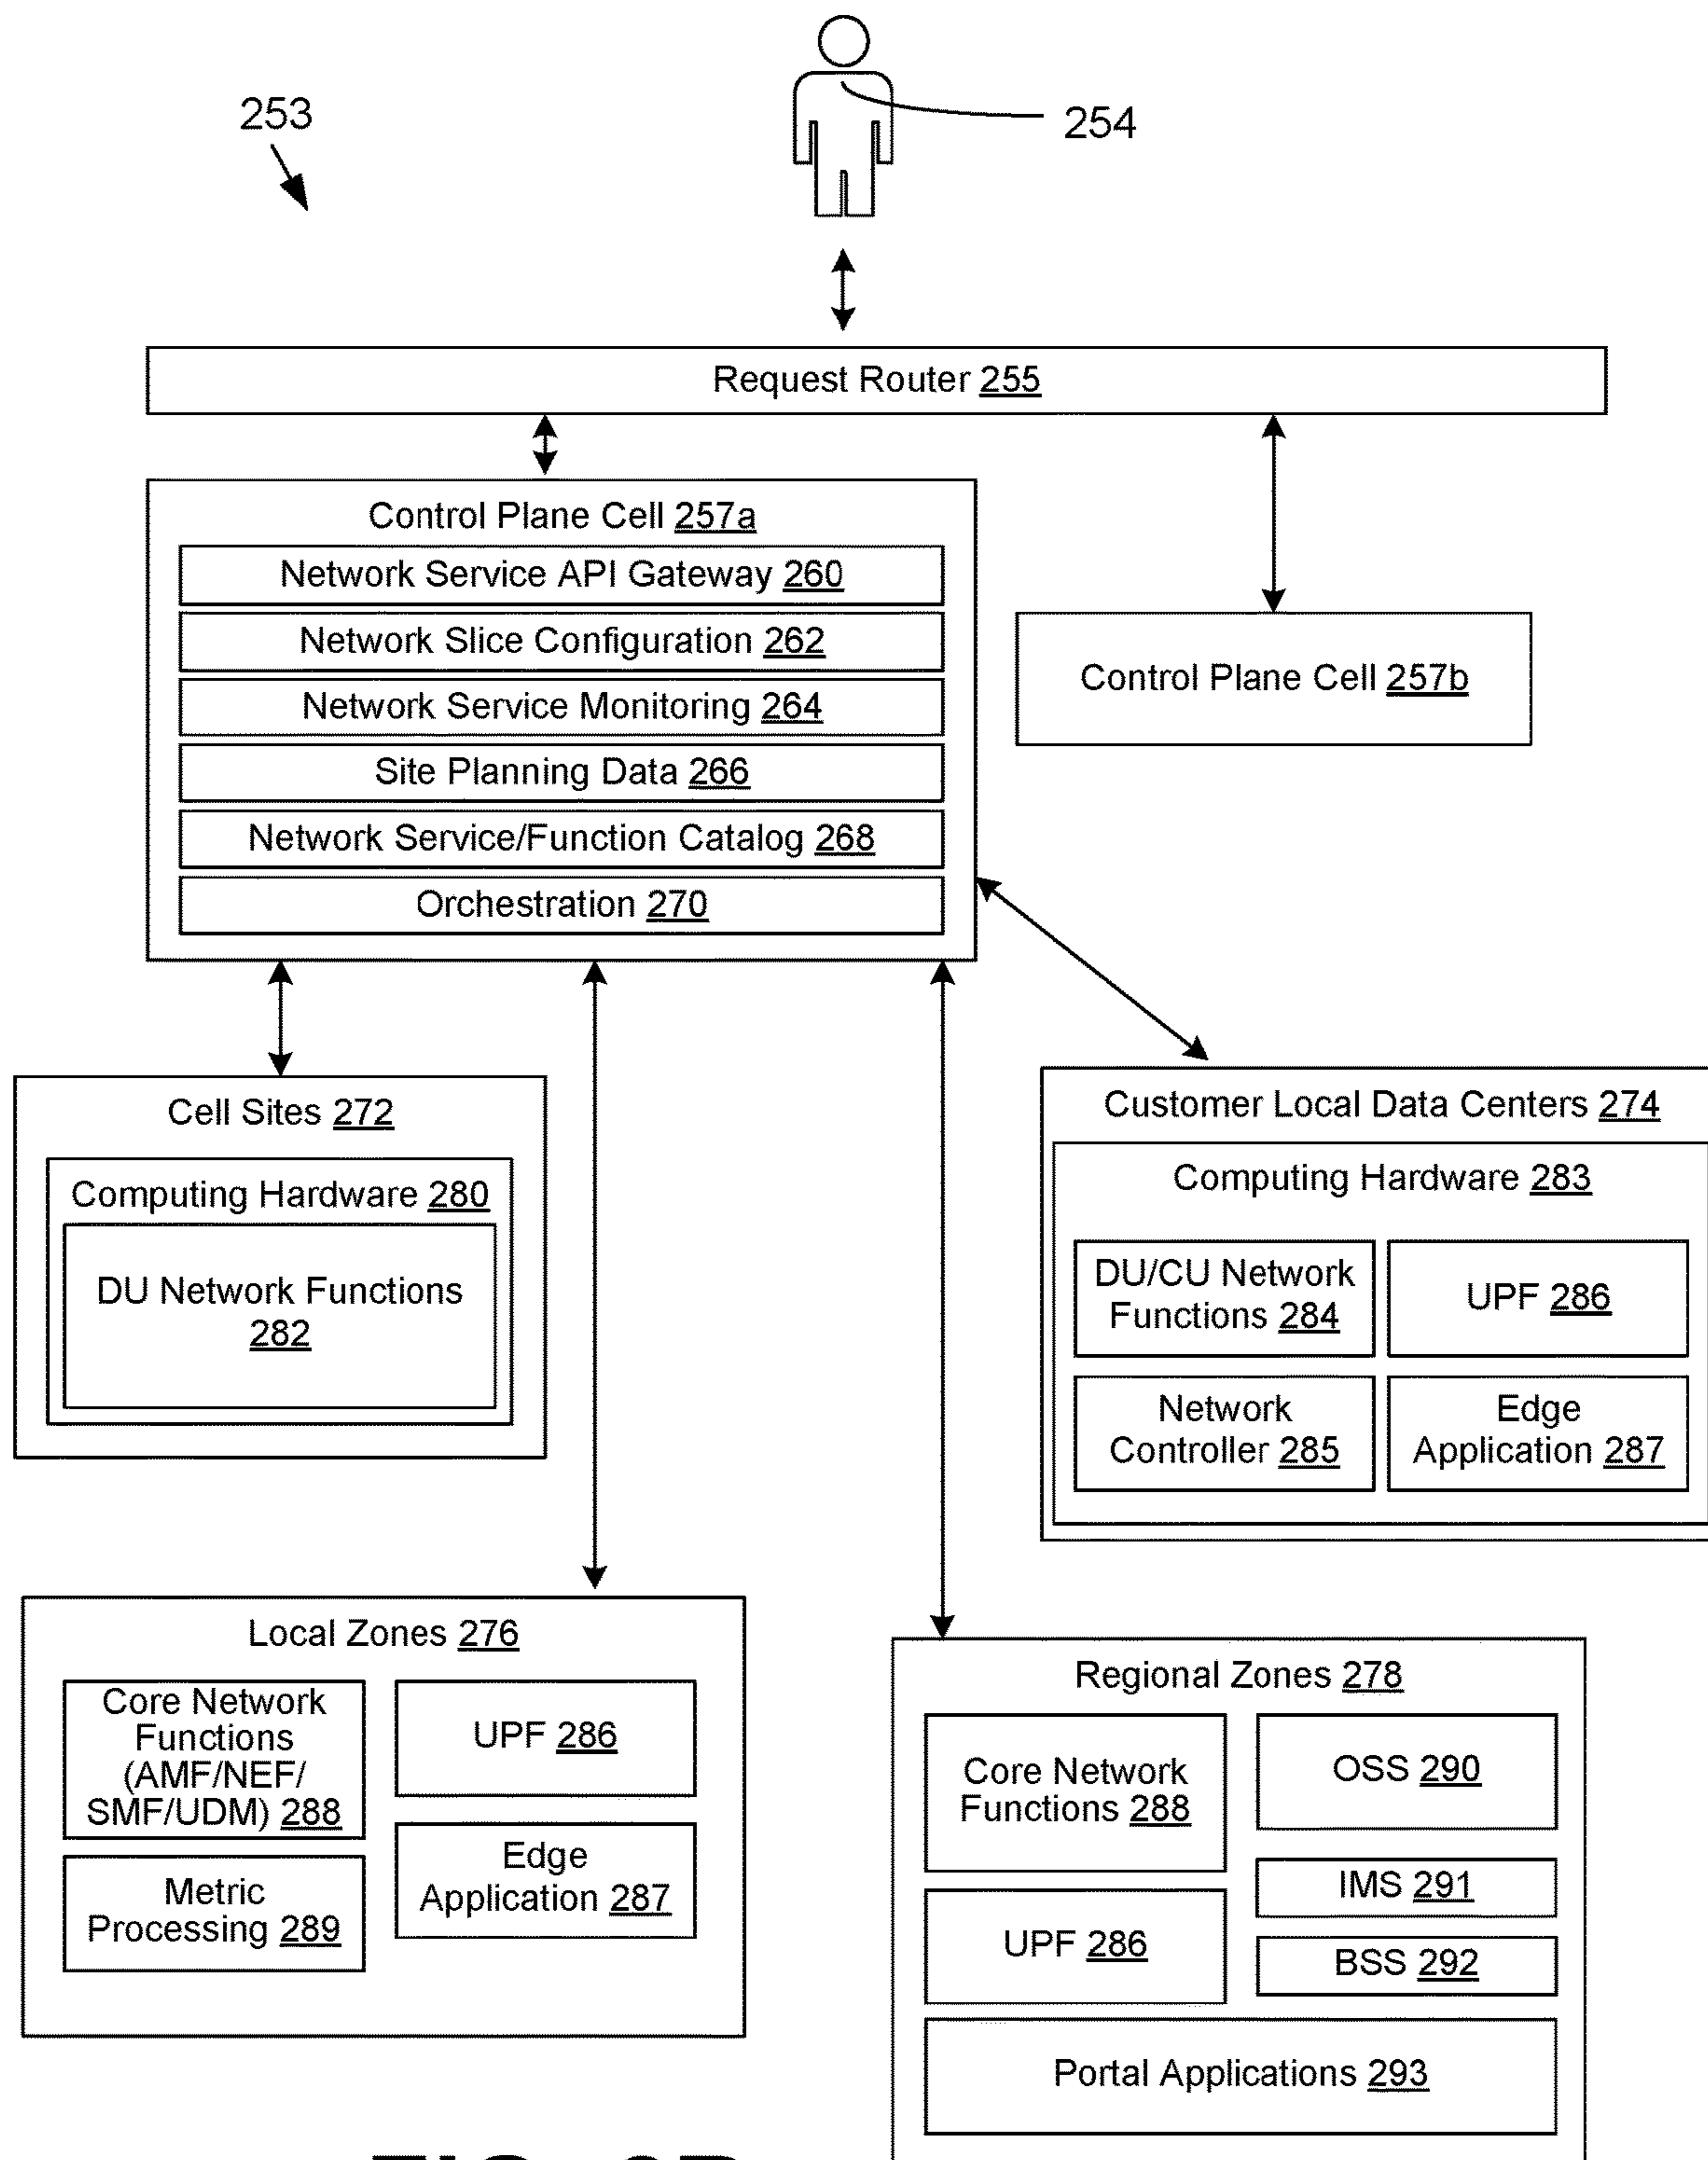 253
254
Request Router 255
Control Plane Cell 257a
Network Service API Gateway 260
Network Slice Configuration 262
Network Service Monitoring 264
Site Planning Data 266
Network Service/Function Catalog 268
Orchestration 270
Control Plane Cell 257b
Cell Sites 272
Computing Hardware 280
DU Network Functions
282
Customer Local Data Centers 274
Computing Hardware 283
DU/CU Network
Functions 284
UPF 286
Network
Controller 285
Edge
Application 287
Local Zones 276
Core Network
Functions
(AMF/NEF/
SMF/UDM) 288
UPF 286
Metric
Processing 289
Edge
Application 287
Regional Zones 278
Core Network
Functions 288
OSS 290
IMS 291
UPF 286
BSS 292
Portal Applications 293